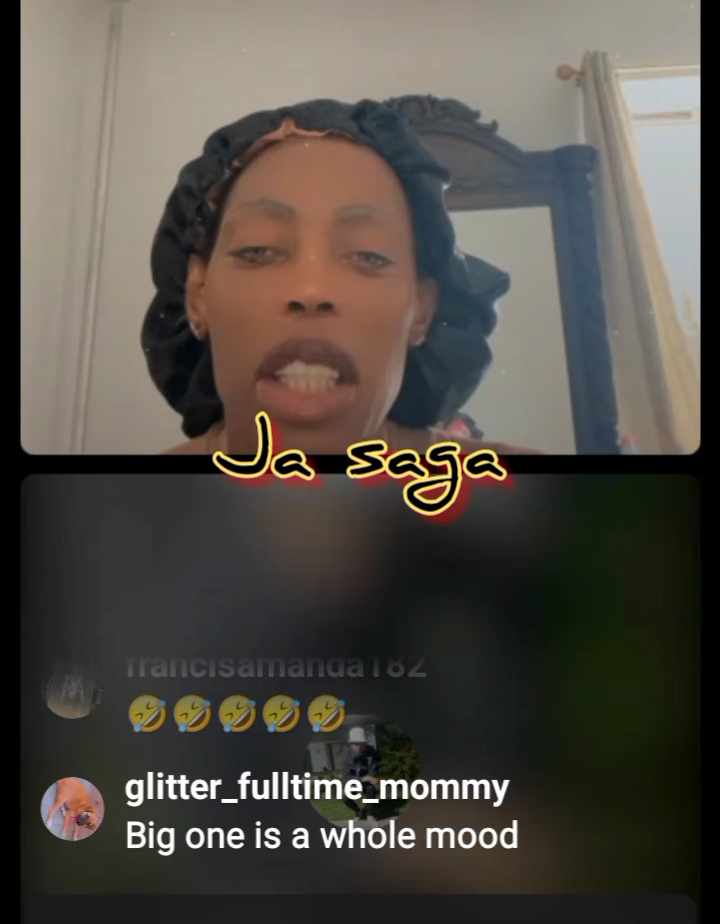 Ja saga
francisamanda182
🤣🤣🤣🤣🤣
glitter_fulltime_mommy
Big one is a whole mood